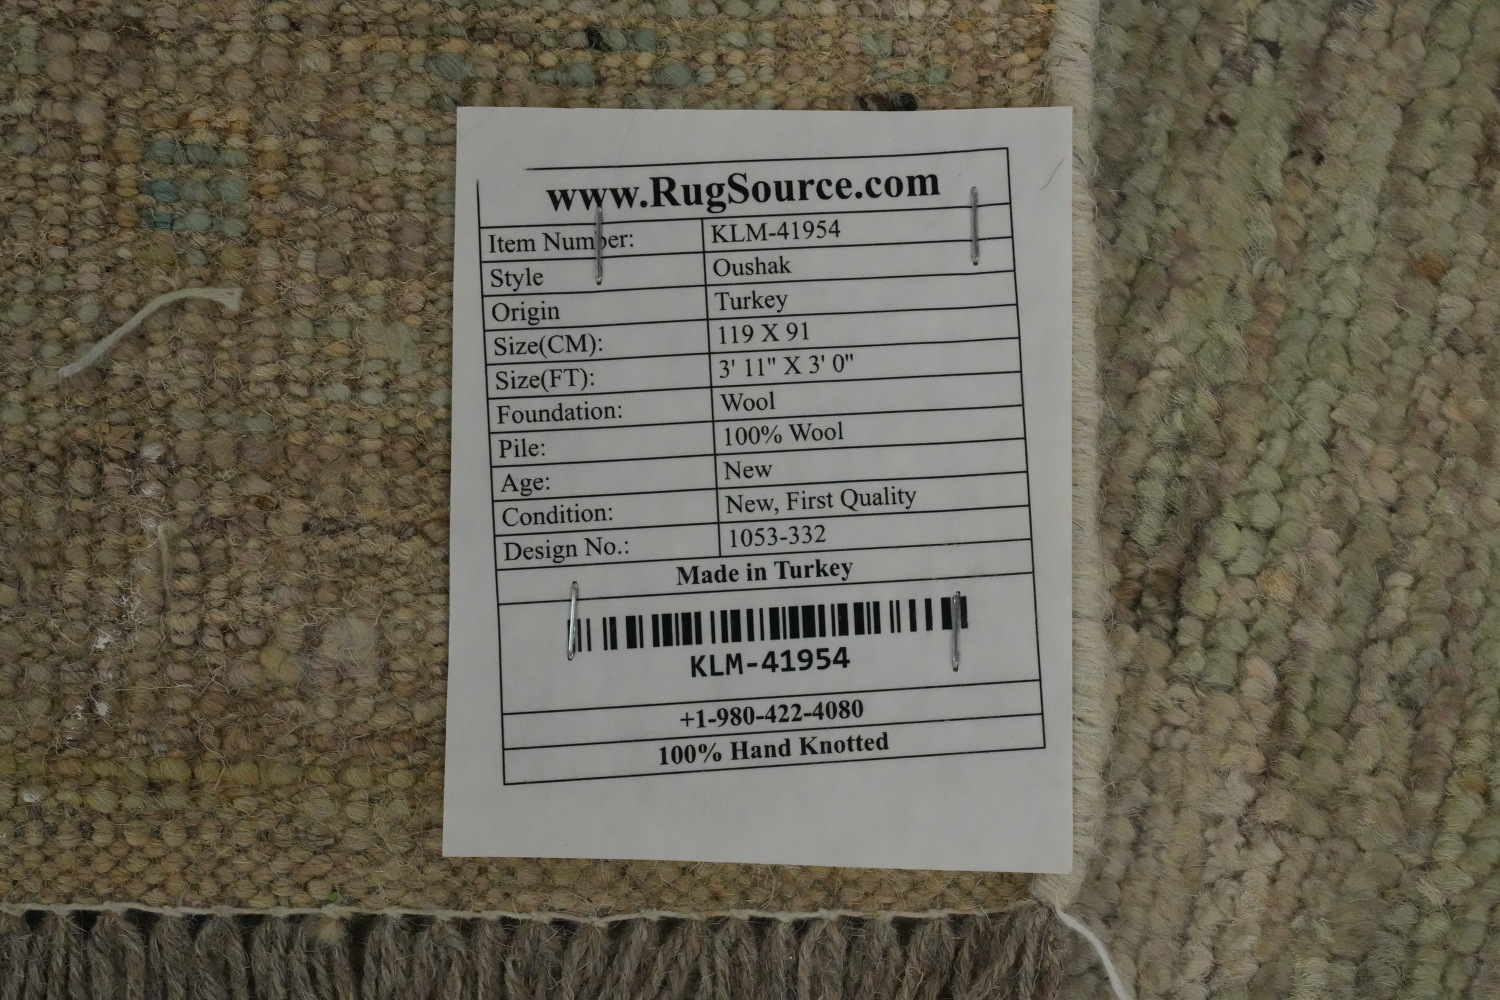 www.RugSource.com
Item Number: KLM-41954
Style Oushak
Origin Turkey
Size(CM): 119 X 91
Size(FT): 3' 11" X 3' 0"
Foundation: Wool
Pile: 100% Wool
Age: New
Condition: New, First Quality
Design No.: 1053-332
Made in Turkey
KLM-41954
+1-980-422-4080
100% Hand Knotted